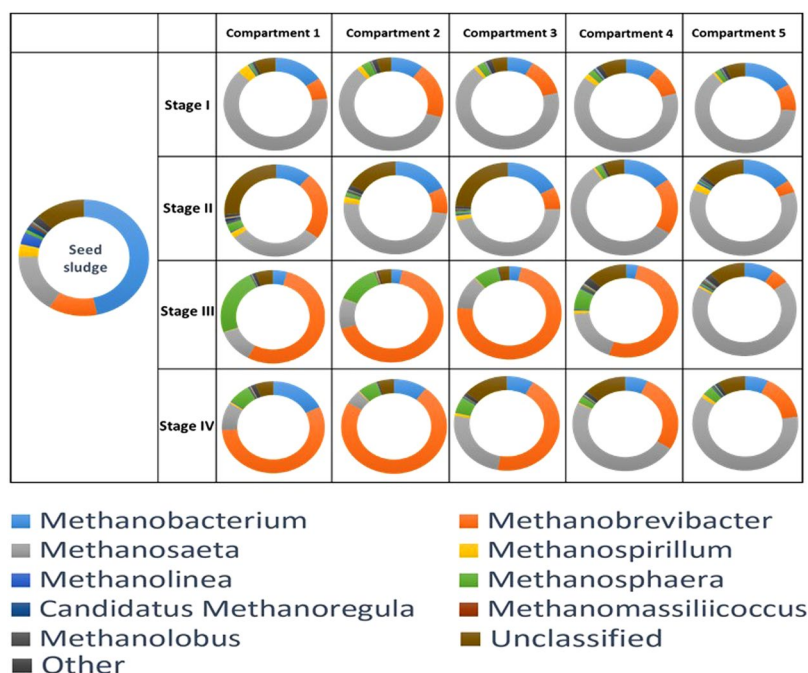 Compartment 1 Compartment 2 Compartment 3 Compartment 4 Compartment 5
Stage I
Stage II
Seed
sludge
Stage III
Stage IV
Methanobacterium Methanobrevibacter
Methanosaeta Methanospirillum
Methanolinea Methanosphaera
Candidatus Methanoregula Methanomassiliicoccus
Methanolobus Unclassified
Other